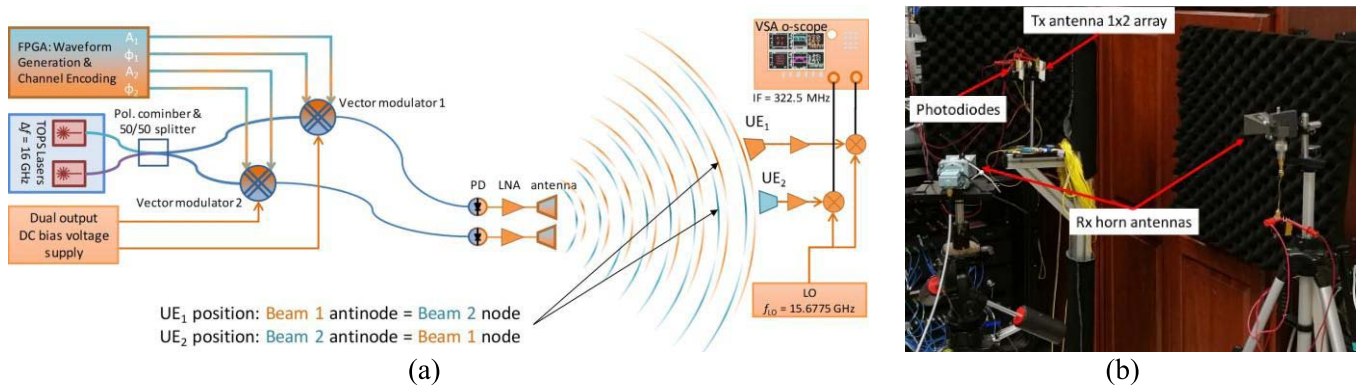 FPGA: Waveform
Generation &
Channel Encoding
A1
ϕ1
A2
ϕ2
Pol. cominber &
50/50 splitter
Vector modulator 1
TOPS Lasers
Δf = 16 GHz
Vector modulator 2
Dual output
DC bias voltage
supply
PD LNA antenna
VSA o-scope
IF = 322.5 MHz
UE1
UE2
LO
fLO = 15.6775 GHz
UE1 position: Beam 1 antinode = Beam 2 node
UE2 position: Beam 2 antinode = Beam 1 node
(a)
Tx antenna 1x2 array
Photodiodes
Rx horn antennas
(b)